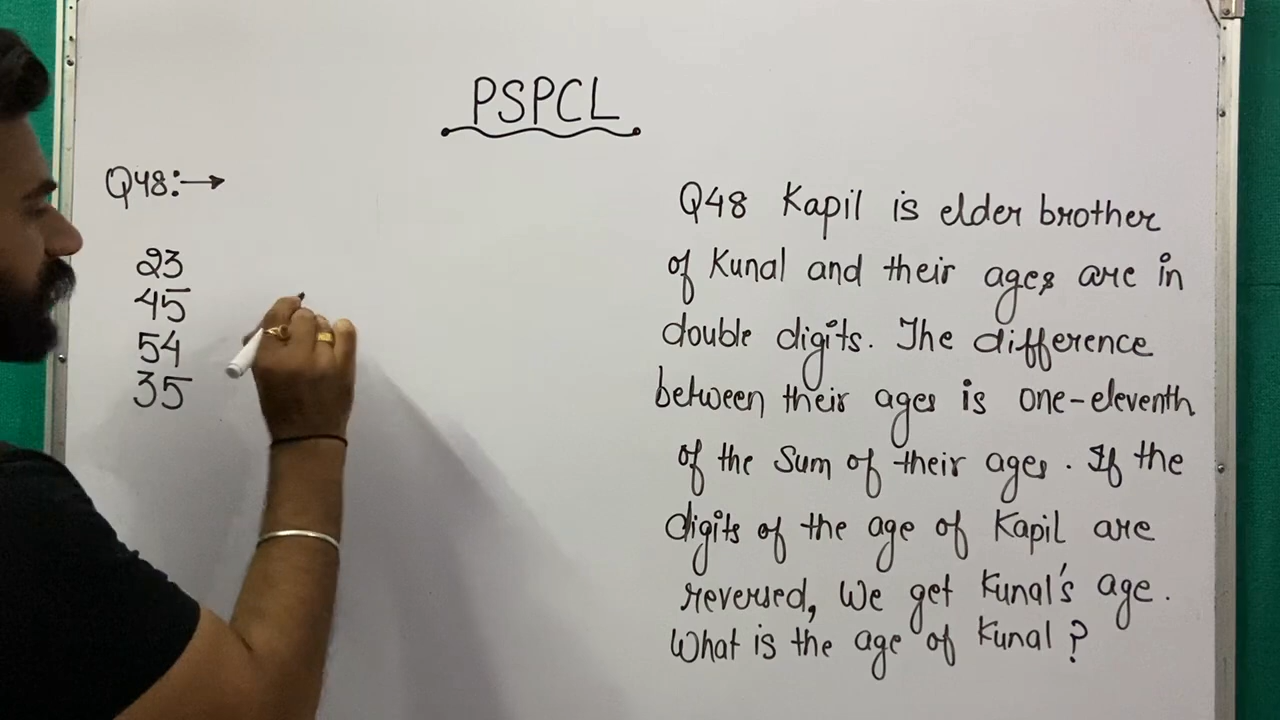 PSPCL
Q48:→
23
45
54
35
Q48 Kapil is elder brother
of Kunal and their ages are in
double digits. The difference
between their ages is one-eleventh
of the Sum of their ages. If the
digits of the age of Kapil are
reversed, We get Kunal's age.
What is the age of Kunal?